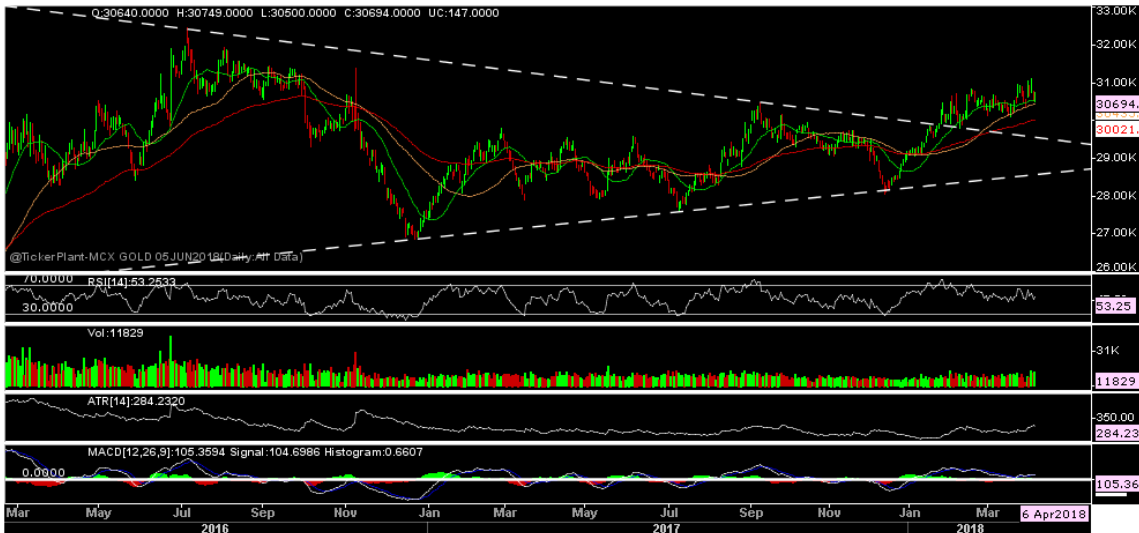 O:30640.0000 H:30749.0000 L:30500.0000 C:30694.0000 UC:147.0000
33.00K
32.00K
31.00K
30694.
30021.
29.00K
28.00K
27.00K
26.00K
@TickerPlant-MCX GOLD 05JUN2018(Daily:All Data)
70.0000 RSI[14]:53.2533
30.0000
53.25
Vol:11829
31K
11829
ATR[14]:284.2320
350.00
284.23
MACD[12,26,9]:105.3594 Signal:104.6986 Histogram:0.6607
0.0000
105.36
Mar May Jul Sep Nov Jan Mar May Jul Sep Nov Jan Mar 6 Apr2018
2016 2017 2018